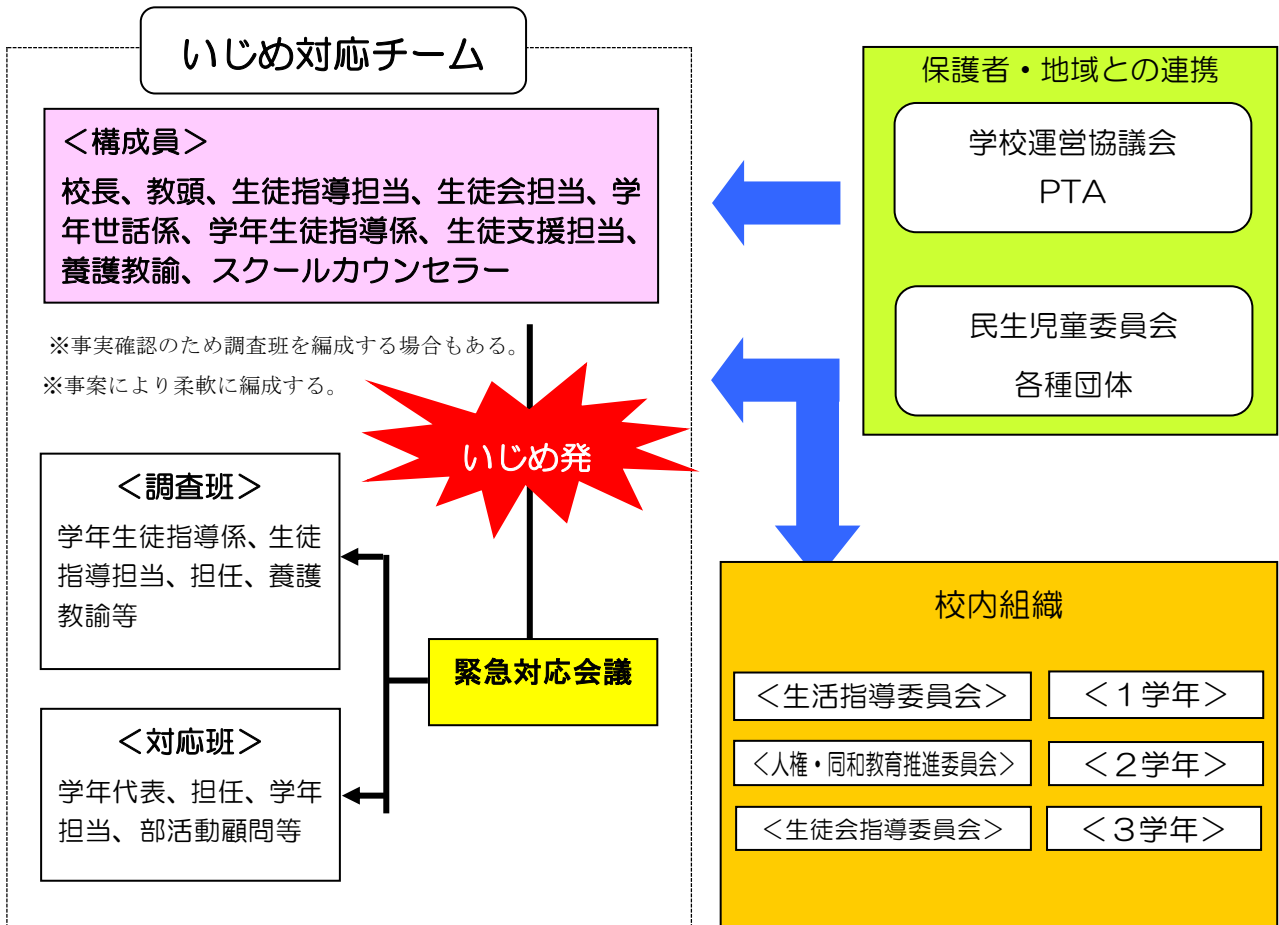 いじめ対応チーム
＜構成員＞
校長、教頭、生徒指導担当、生徒会担当、学
年世話係、学年生徒指導係、生徒支援担当、
養護教諭、スクールカウンセラー
※事実確認のため調査班を編成する場合もある。
※事案により柔軟に編成する。
いじめ発
＜調査班＞
学年生徒指導係、生徒
指導担当、担任、養護
教諭等
緊急対応会議
＜対応班＞
学年代表、担任、学年
担当、部活動顧問等
保護者・地域との連携
学校運営協議会
PTA
民生児童委員会
各種団体
校内組織
＜生活指導委員会＞
＜１学年＞
＜人権・同和教育推進委員会＞
＜２学年＞
＜生徒会指導委員会＞
＜３学年＞